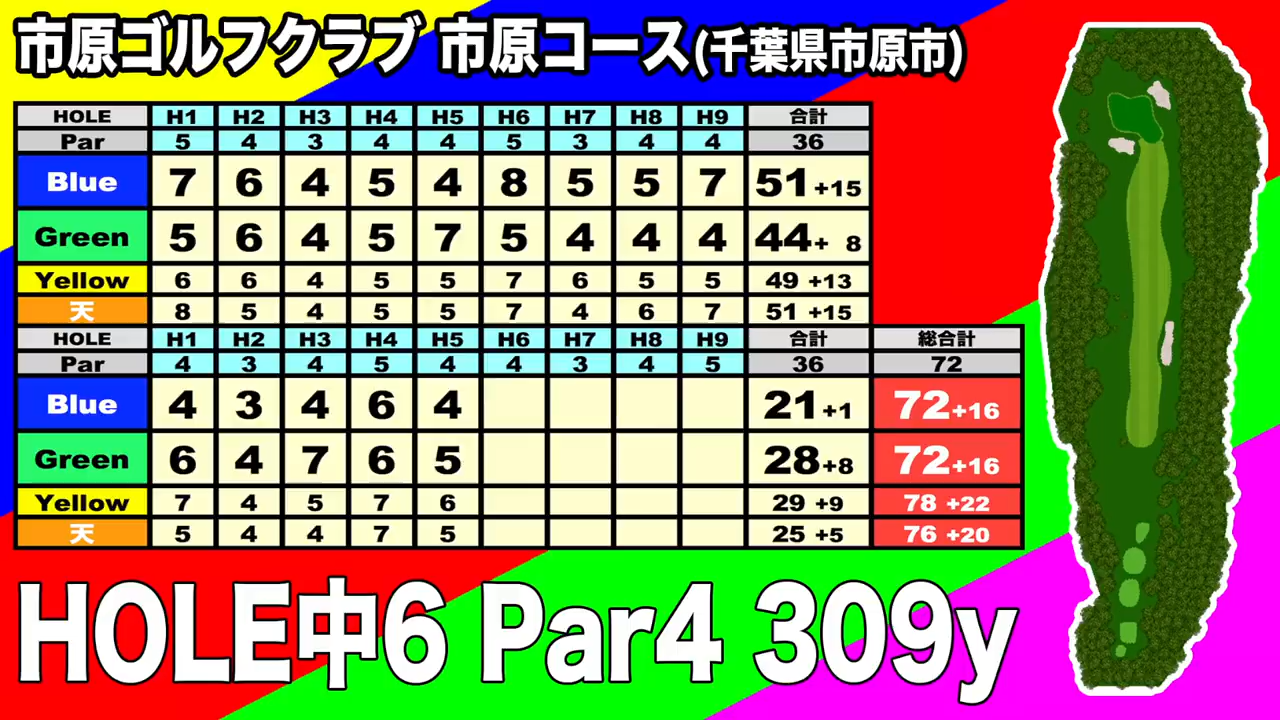 市原ゴルフクラブ 市原コース(千葉県市原市)
HOLE H1 H2 H3 H4 H5 H6 H7 H8 H9 合計
Par 5 4 3 4 4 5 3 4 4 36
Blue 7 6 4 5 4 8 5 5 7 51 +15
Green 5 6 4 5 7 5 4 4 4 44 + 8
Yellow 6 6 4 5 5 7 6 5 5 49 +13
天 8 5 4 5 5 7 4 6 7 51 +15
HOLE H1 H2 H3 H4 H5 H6 H7 H8 H9 合計 総合計
Par 4 3 4 5 4 4 3 4 5 36 72
Blue 4 3 4 6 4 21 +1 72 +16
Green 6 4 7 6 5 28 +8 72 +16
Yellow 7 4 5 7 6 29 +9 78 +22
天 5 4 4 7 5 25 +5 76 +20
HOLE中6 Par4 309y